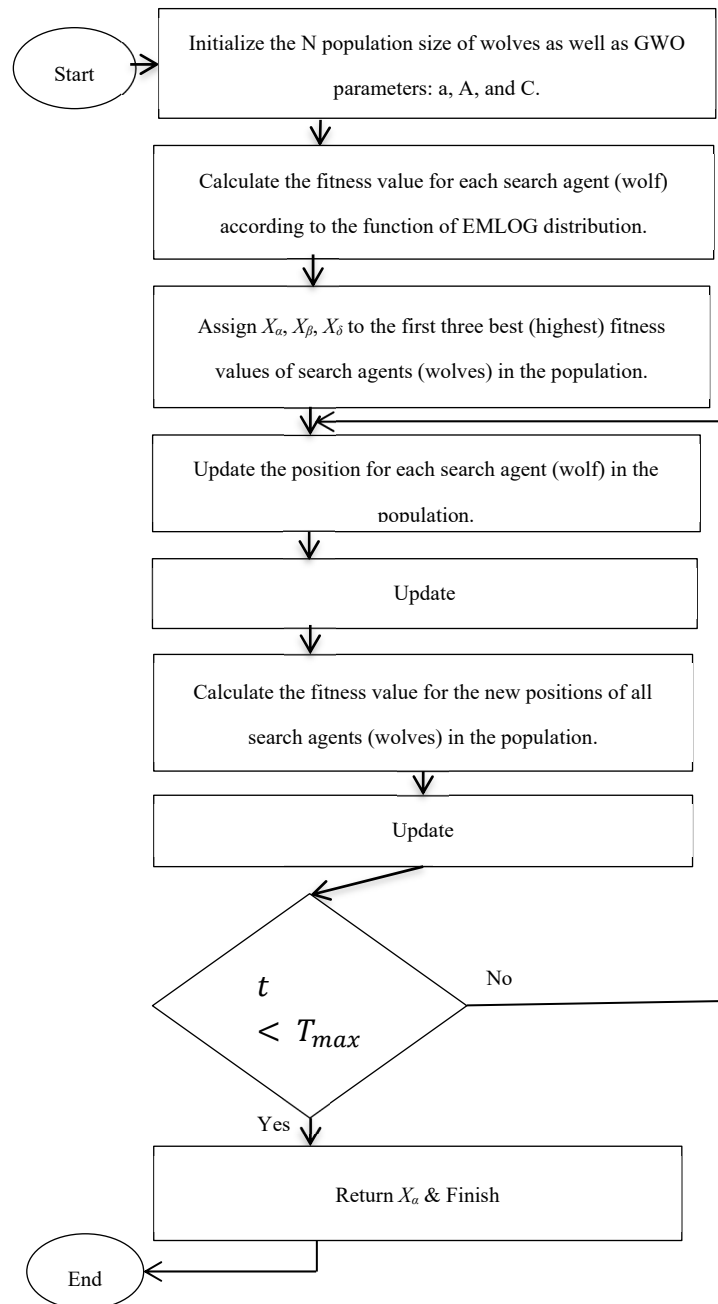 Start
Initialize the N population size of wolves as well as GWO
parameters: a, A, and C.
Calculate the fitness value for each search agent (wolf)
according to the function of EMLOG distribution.
Assign Xα, Xβ, Xδ to the first three best (highest) fitness
values of search agents (wolves) in the population.
Update the position for each search agent (wolf) in the
population.
Update
Calculate the fitness value for the new positions of all
search agents (wolves) in the population.
Update
t
< Tmax
No
Yes
Return Xα & Finish
End